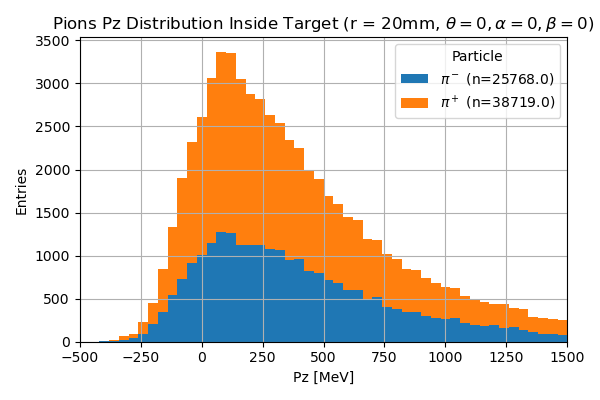 Pions Pz Distribution Inside Target (r = 20mm, θ = 0, α = 0, β = 0)
Particle
π⁻ (n=25768.0)
π⁺ (n=38719.0)
Entries
3500
3000
2500
2000
1500
1000
500
0
−500 −250 0 250 500 750 1000 1250 1500
Pz [MeV]